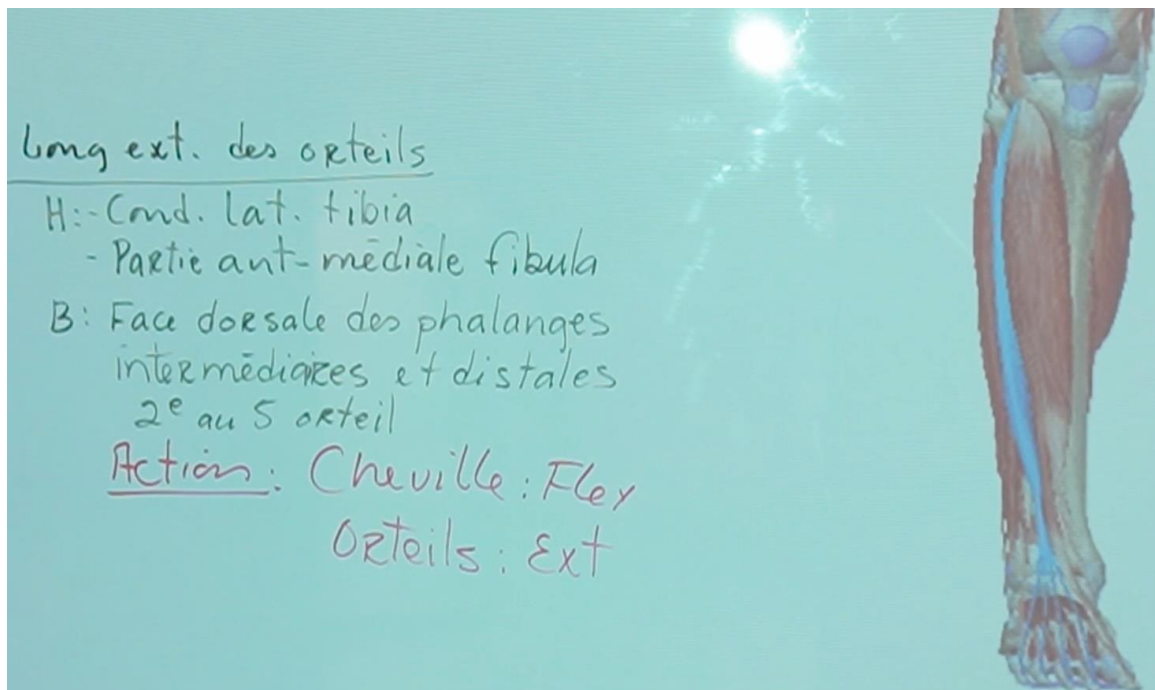 Long ext. des orteils
H:- Cond. lat. tibia
- Partie ant-médiale fibula
B: Face dorsale des phalanges
intermédiaires et distales
2e au 5 orteil
Action: Cheville: Flex
Orteils: Ext